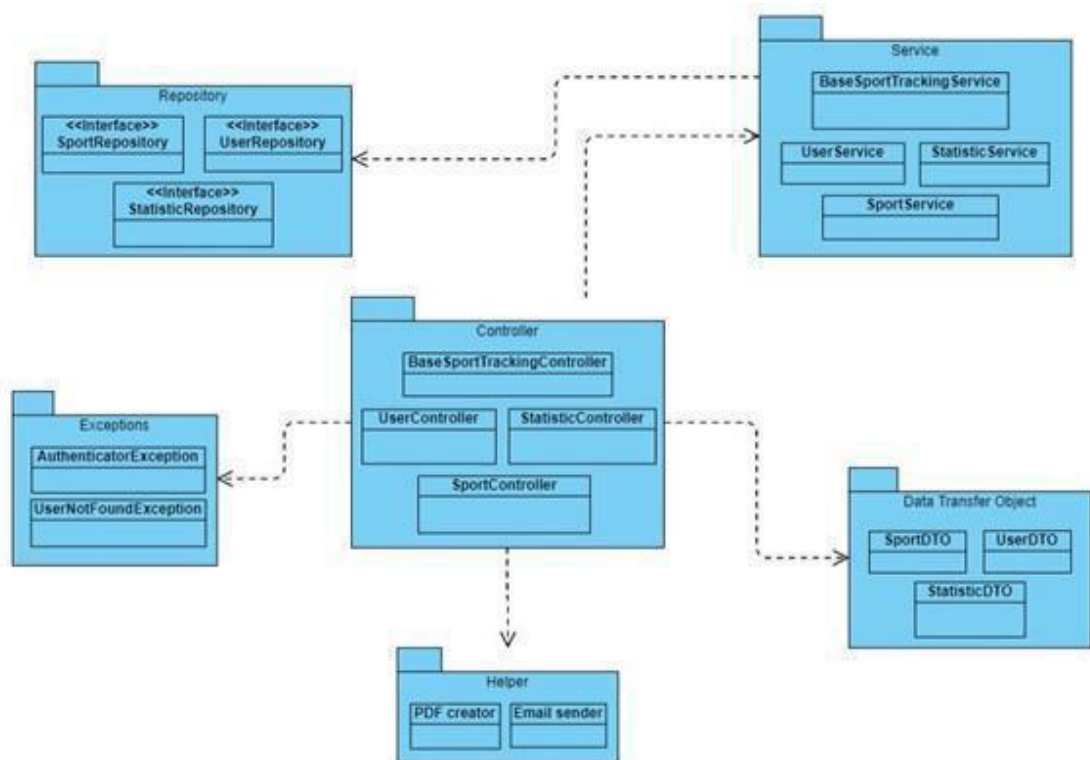 Service
BaseSportTrackingService
UserService
StatisticService
SportService
Repository
<<Interface>>
SportRepository
<<Interface>>
UserRepository
<<Interface>>
StatisticRepository
Controller
BaseSportTrackingController
UserController
StatisticController
SportController
Exceptions
AuthenticatorException
UserNotFoundException
Data Transfer Object
SportDTO
UserDTO
StatisticDTO
Helper
PDF creator
Email sender